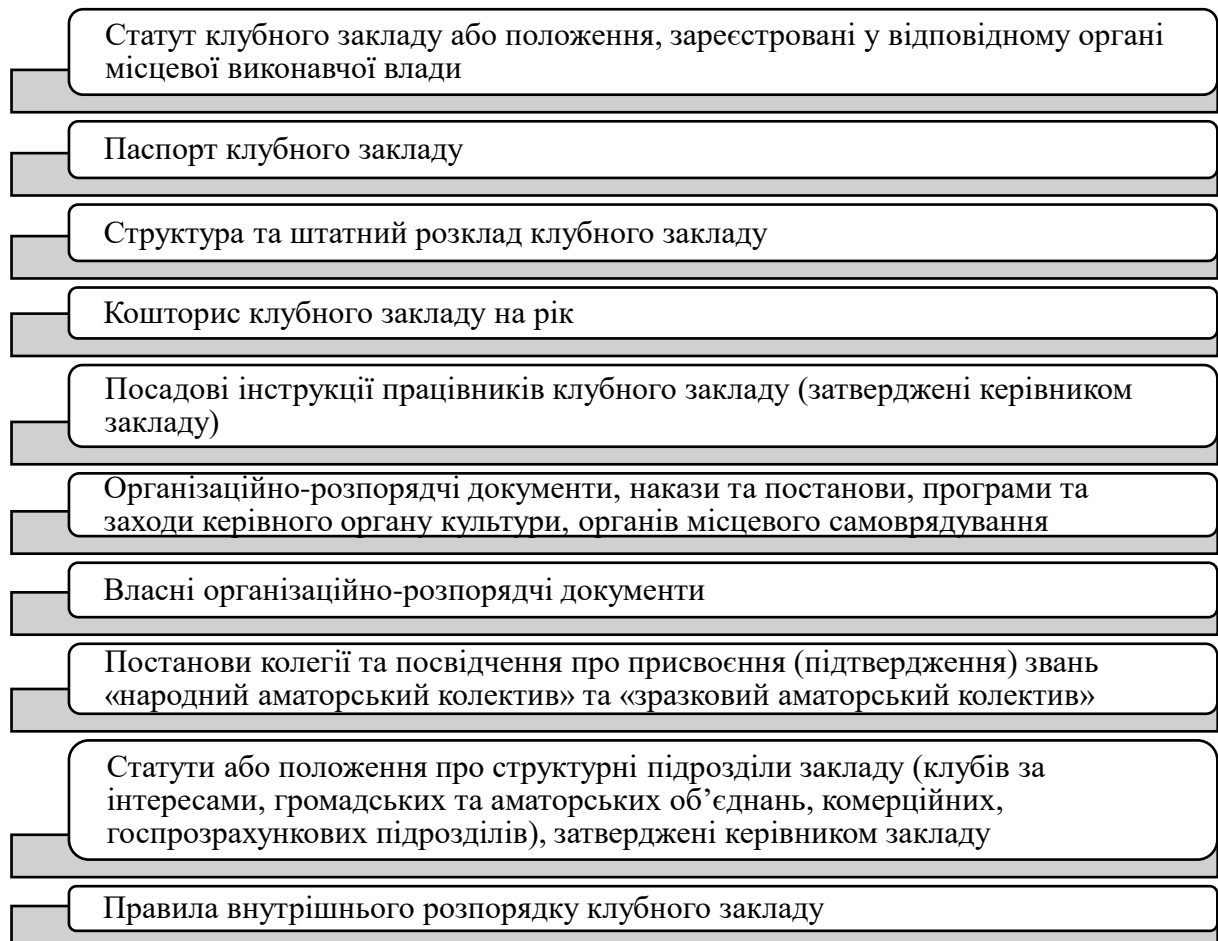 Статут клубного закладу або положення, зареєстровані у відповідному органі
місцевої виконавчої влади
Паспорт клубного закладу
Структура та штатний розклад клубного закладу
Кошторис клубного закладу на рік
Посадові інструкції працівників клубного закладу (затверджені керівником
закладу)
Організаційно-розпорядчі документи, накази та постанови, програми та
заходи керівного органу культури, органів місцевого самоврядування
Власні організаційно-розпорядчі документи
Постанови колегії та посвідчення про присвоєння (підтвердження) звань
«народний аматорський колектив» та «зразковий аматорський колектив»
Статути або положення про структурні підрозділи закладу (клубів за
інтересами, громадських та аматорських об’єднань, комерційних,
госпрозрахункових підрозділів), затверджені керівником закладу
Правила внутрішнього розпорядку клубного закладу